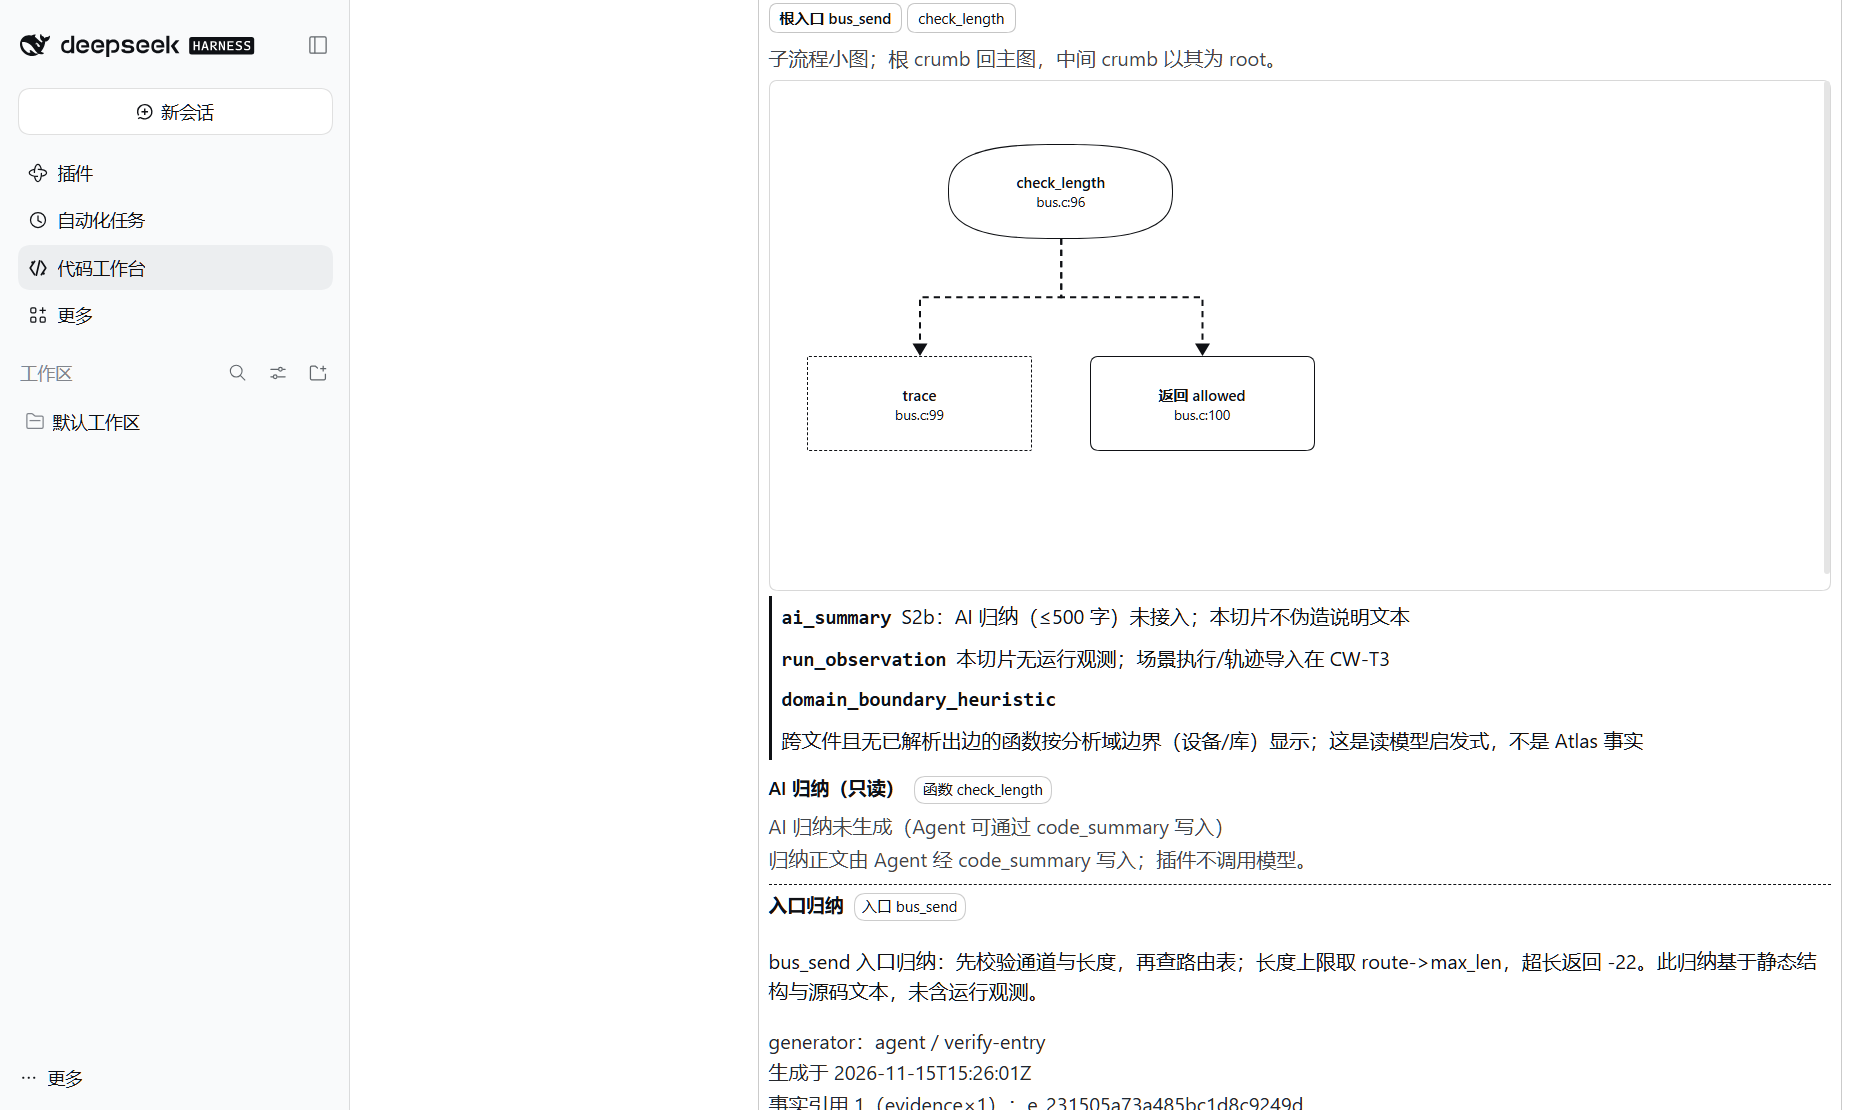 deepseek HARNESS
新会话
插件
自动化任务
代码工作台
更多
工作区
默认工作区
更多
根入口 bus_send
check_length
子流程小图；根 crumb 回主图，中间 crumb 以其为 root。
check_length
bus.c:96
trace
bus.c:99
返回 allowed
bus.c:100
ai_summary S2b：AI 归纳（≤500 字）未接入；本切片不伪造说明文本
run_observation 本切片无运行观测；场景执行/轨迹导入在 CW-T3
domain_boundary_heuristic
跨文件且无已解析出边的函数按分析域边界（设备/库）显示；这是读模型启发式，不是 Atlas 事实
AI 归纳（只读） 函数 check_length
AI 归纳未生成（Agent 可通过 code_summary 写入）
归纳正文由 Agent 经 code_summary 写入；插件不调用模型。
入口归纳 入口 bus_send
bus_send 入口归纳：先校验通道与长度，再查路由表；长度上限取 route->max_len，超长返回 -22。此归纳基于静态结
构与源码文本，未含运行观测。
generator：agent / verify-entry
生成于 2026-11-15T15:26:01Z
事实引用 1（evidence×1）：e_231505a73a485bc1d8c9249d